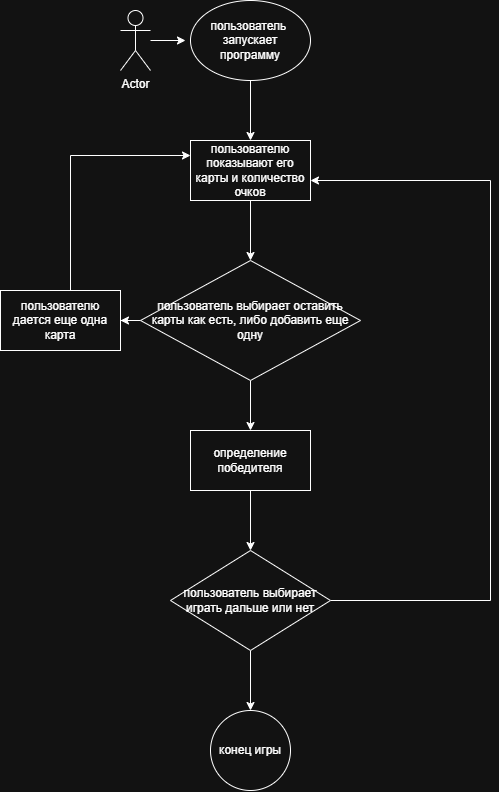 пользователь
запускает
программу
Actor
пользователю
показывают его
карты и количество
очков
пользователь выбирает оставить
карты как есть, либо добавить еще
одну
пользователю
дается еще одна
карта
определение
победителя
пользователь выбирает
играть дальше или нет
конец игры